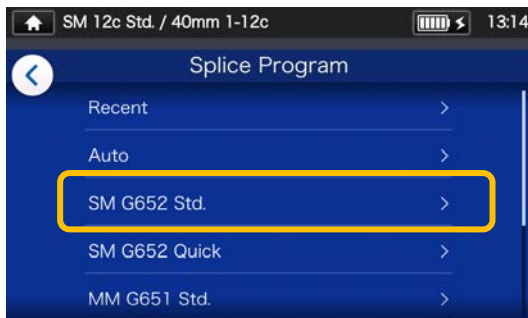 SM 12c Std. / 40mm 1-12c 13:14
Splice Program
Recent
Auto
SM G652 Std.
SM G652 Quick
MM G651 Std.